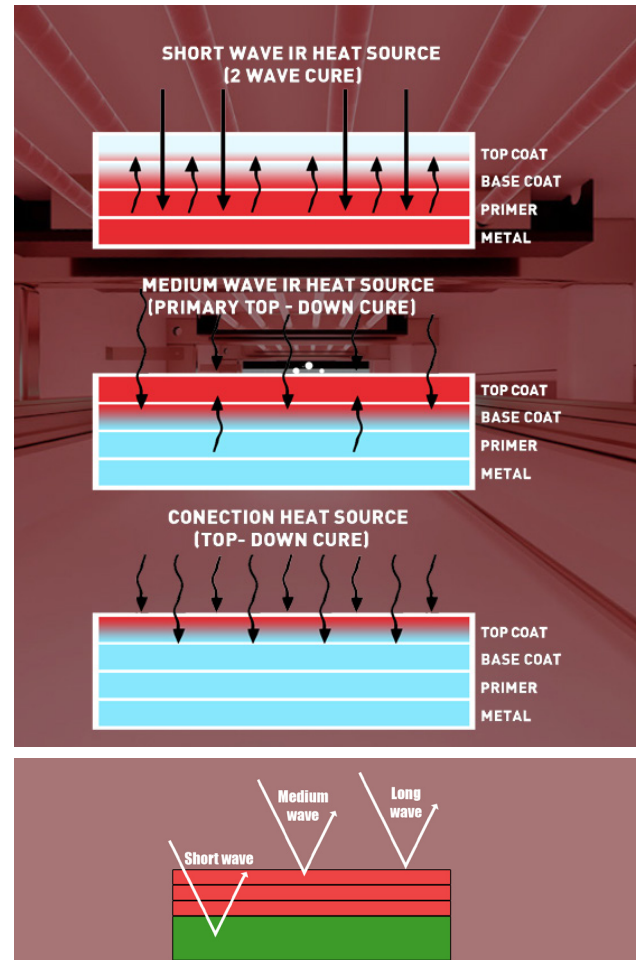 SHORT WAVE IR HEAT SOURCE
(2 WAVE CURE)
TOP COAT
BASE COAT
PRIMER
METAL
MEDIUM WAVE IR HEAT SOURCE
(PRIMARY TOP - DOWN CURE)
TOP COAT
BASE COAT
PRIMER
METAL
CONECTION HEAT SOURCE
(TOP- DOWN CURE)
TOP COAT
BASE COAT
PRIMER
METAL
Medium
wave
Long
wave
Short wave